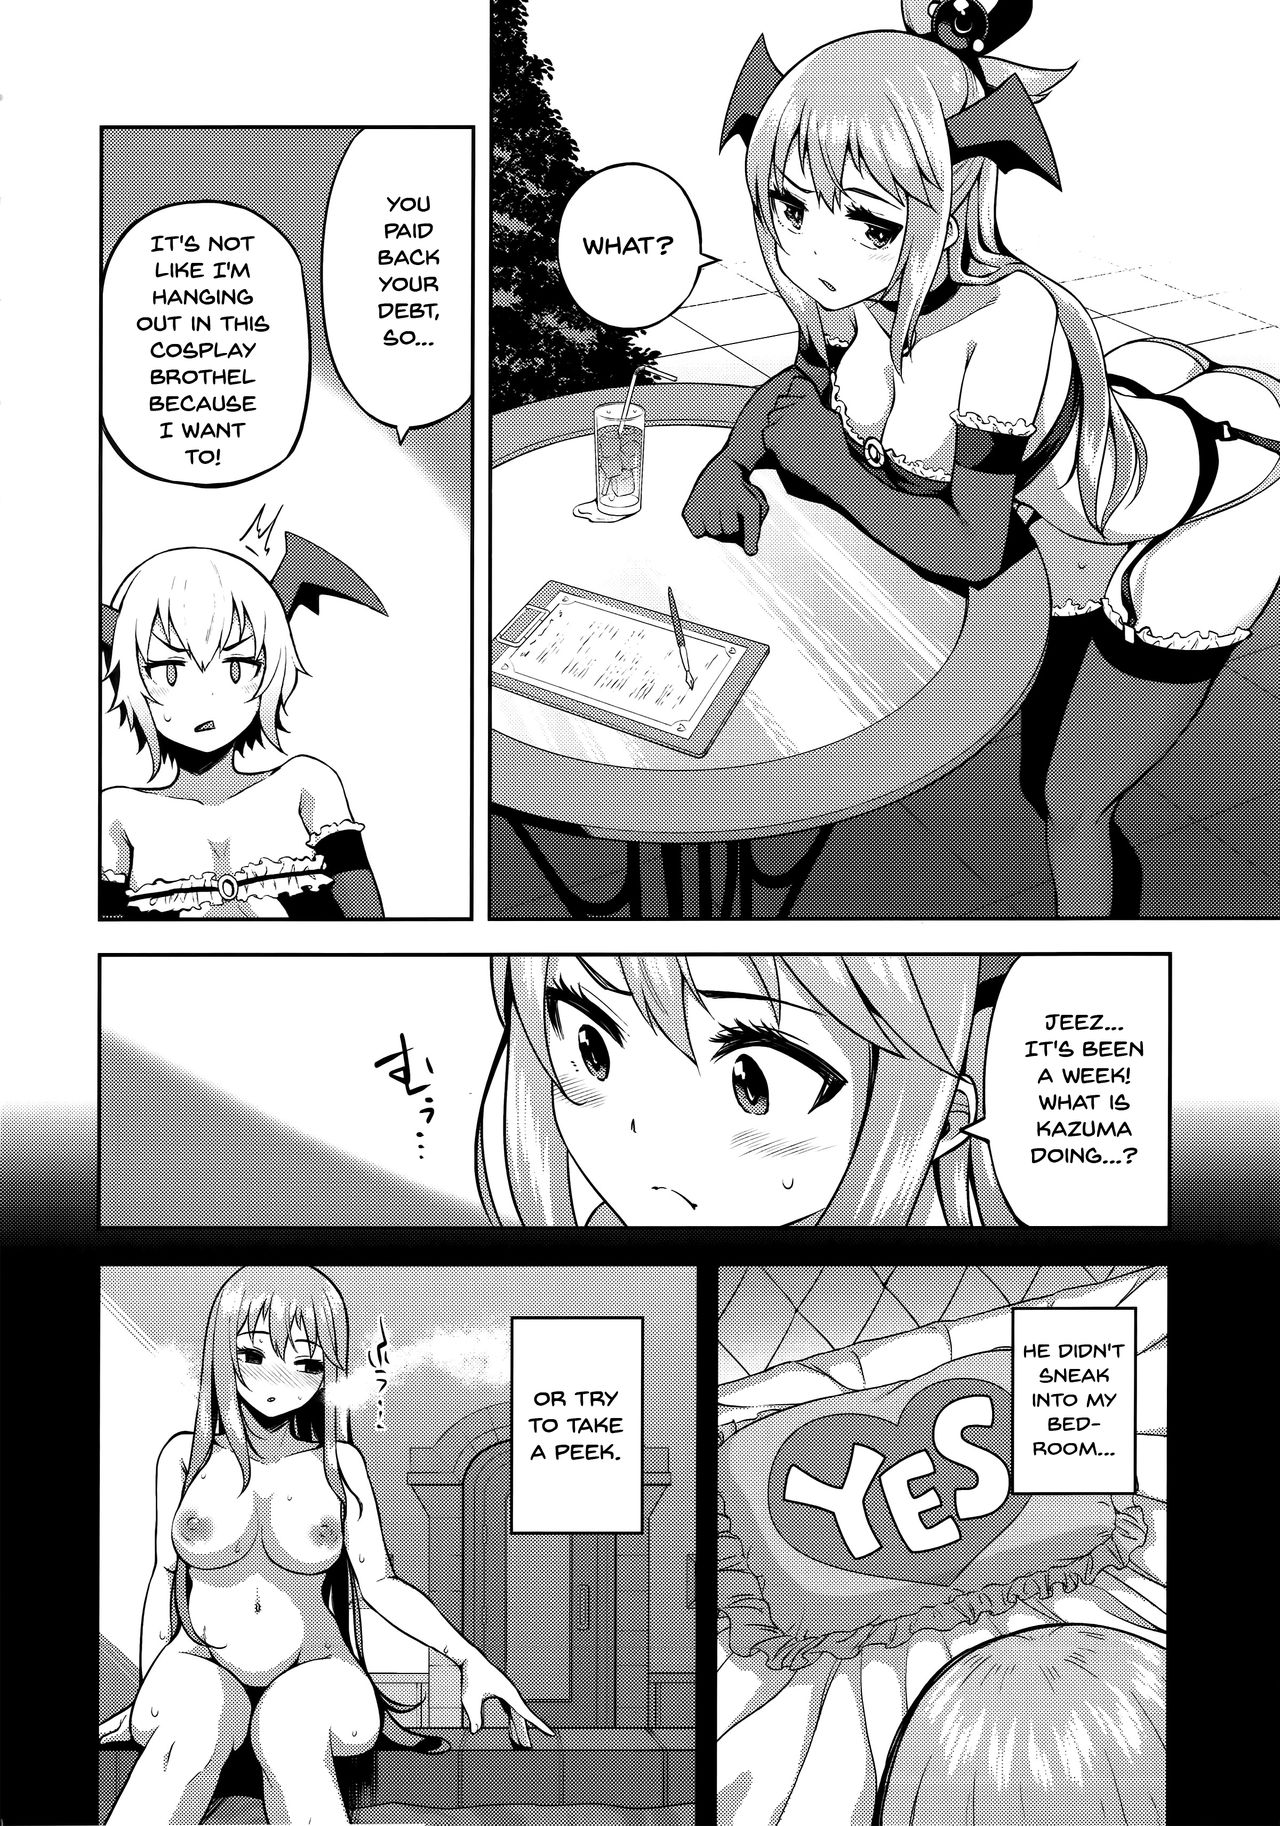 WHAT?
YOU
PAID
BACK
YOUR
DEBT,
SO...
IT'S NOT
LIKE I'M
HANGING
OUT IN THIS
COSPLAY
BROTHEL
BECAUSE
I WANT
TO!
JEEZ...
IT'S BEEN
A WEEK!
WHAT IS
KAZUMA
DOING...?
むぅ…
HE DIDN'T
SNEAK
INTO MY
BED-
ROOM...
YES
OR TRY
TO TAKE
A PEEK.
ふぅ…